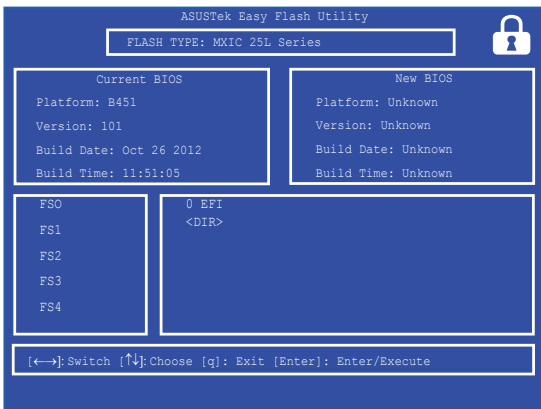 ASUSTek Easy Flash Utility
FLASH TYPE: MXIC 25L Series
Current BIOS
Platform: B451
Version: 101
Build Date: Oct 26 2012
Build Time: 11:51:05
New BIOS
Platform: Unknown
Version: Unknown
Build Date: Unknown
Build Time: Unknown
FSO
FS1
FS2
FS3
FS4
0 EFI
<DIR>
[←→]: Switch [↑↓]: Choose [q]: Exit [Enter]: Enter/Execute